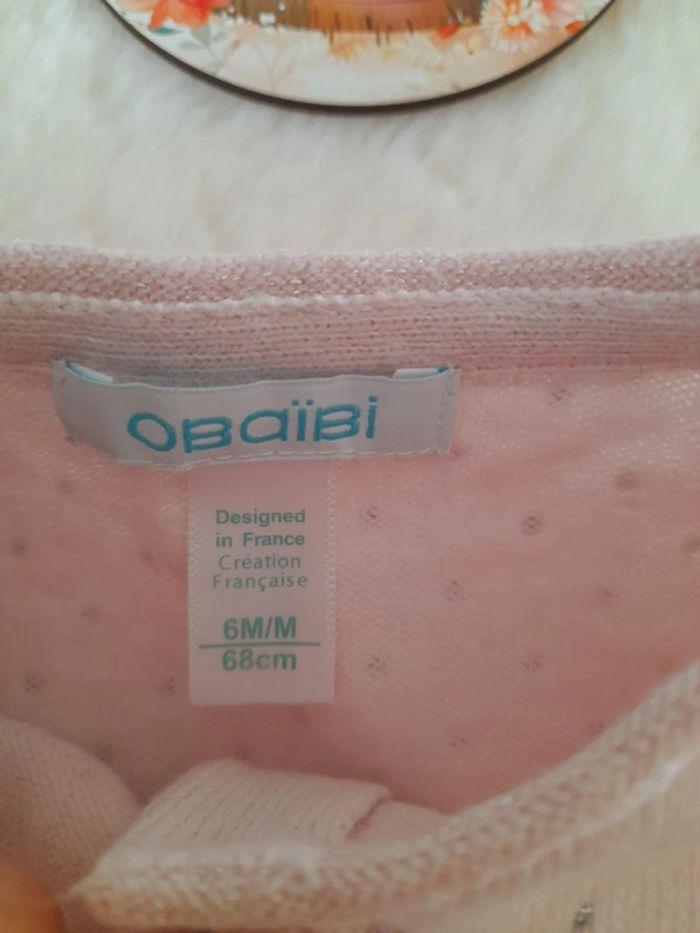 OBaïBi
Designed
in France
Création
Française
6M/M
68cm